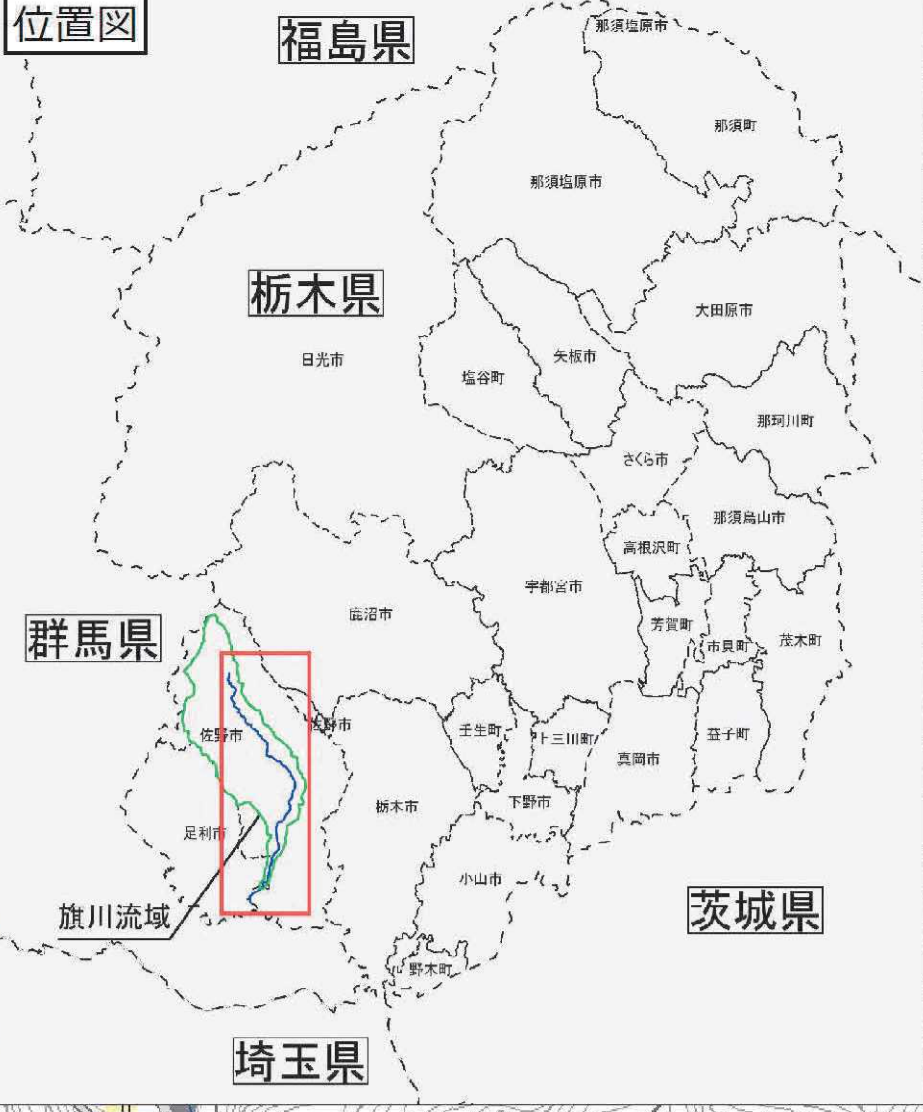 位置図
福島県
那須塩原市
那須町
那須塩原市
栃木県
大田原市
日光市
矢板市
塩谷町
那珂川町
さくら市
那須烏山市
高根沢町
宇都宮市
鹿沼市
芳賀町
群馬県
市貝町
茂木町
佐野市
佐野市
壬生町
上三川町
益子町
真岡市
下野市
栃木市
足利市
小山市
旗川流域
茨城県
野木町
埼玉県